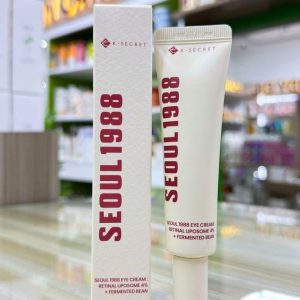 K-SECRET
SEOUL 1988
SEOUL 1988 EYE CREAM :
RETINAL LIPOSOME 4%
+ FERMENTED BEAN
K-SECRET
SEOUL 1988
SEOUL 1988 EYE CREAM :
RETINAL LIPOSOME 4%
+ FERMENTED BEAN